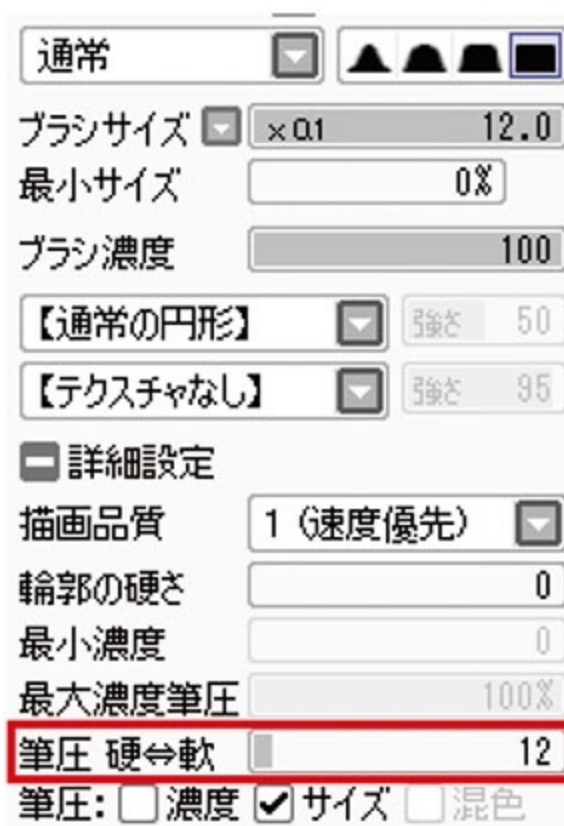 通常
ブラシサイズ ×0.1 12.0
最小サイズ 0%
ブラシ濃度 100
【通常の円形】 強さ 50
【テクスチャなし】 強さ 95
詳細設定
描画品質 1 (速度優先)
輪郭の硬さ 0
最小濃度 0
最大濃度筆圧 100%
筆圧 硬⇔軟 12
筆圧: 濃度 サイズ 混色